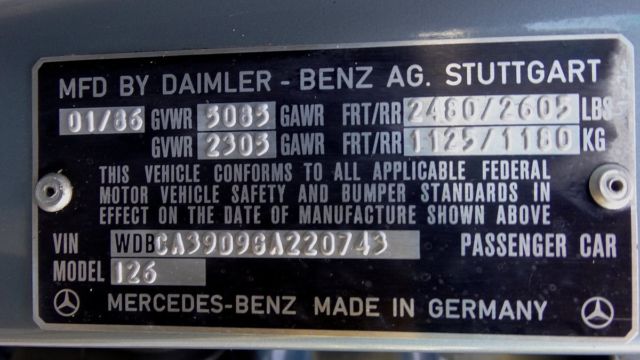 MFD BY DAIMLER - BENZ AG. STUTTGART
01/86 GVWR 5085 GAWR FRT/RR 2480/2605 LBS
GVWR 2305 GAWR FRT/RR 1125/1180 KG
THIS VEHICLE CONFORMS TO ALL APPLICABLE FEDERAL
MOTOR VEHICLE SAFETY AND BUMPER STANDARDS IN
EFFECT ON THE DATE OF MANUFACTURE SHOWN ABOVE
VIN WDBCA39D9GA220743 PASSENGER CAR
MODEL 126
MERCEDES-BENZ MADE IN GERMANY